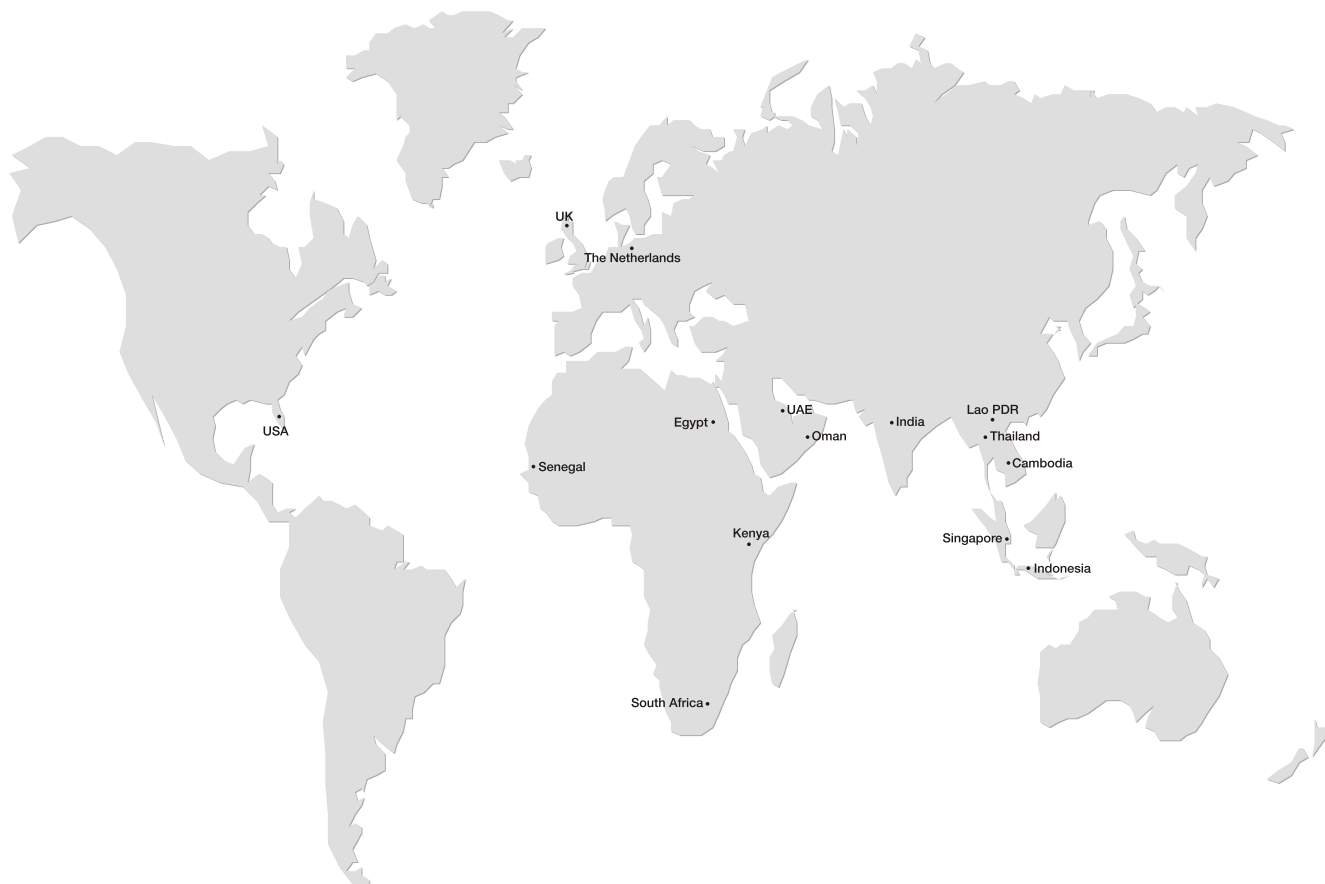 UK
The Netherlands
Lao PDR
UAE
Egypt
India
USA
Oman
Thailand
Cambodia
Senegal
Kenya
Singapore
Indonesia
South Africa